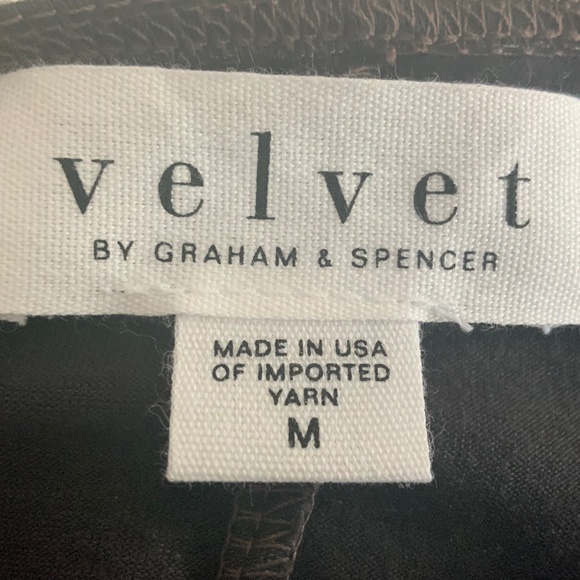 velvet
BY GRAHAM & SPENCER
MADE IN USA
OF IMPORTED
YARN
M